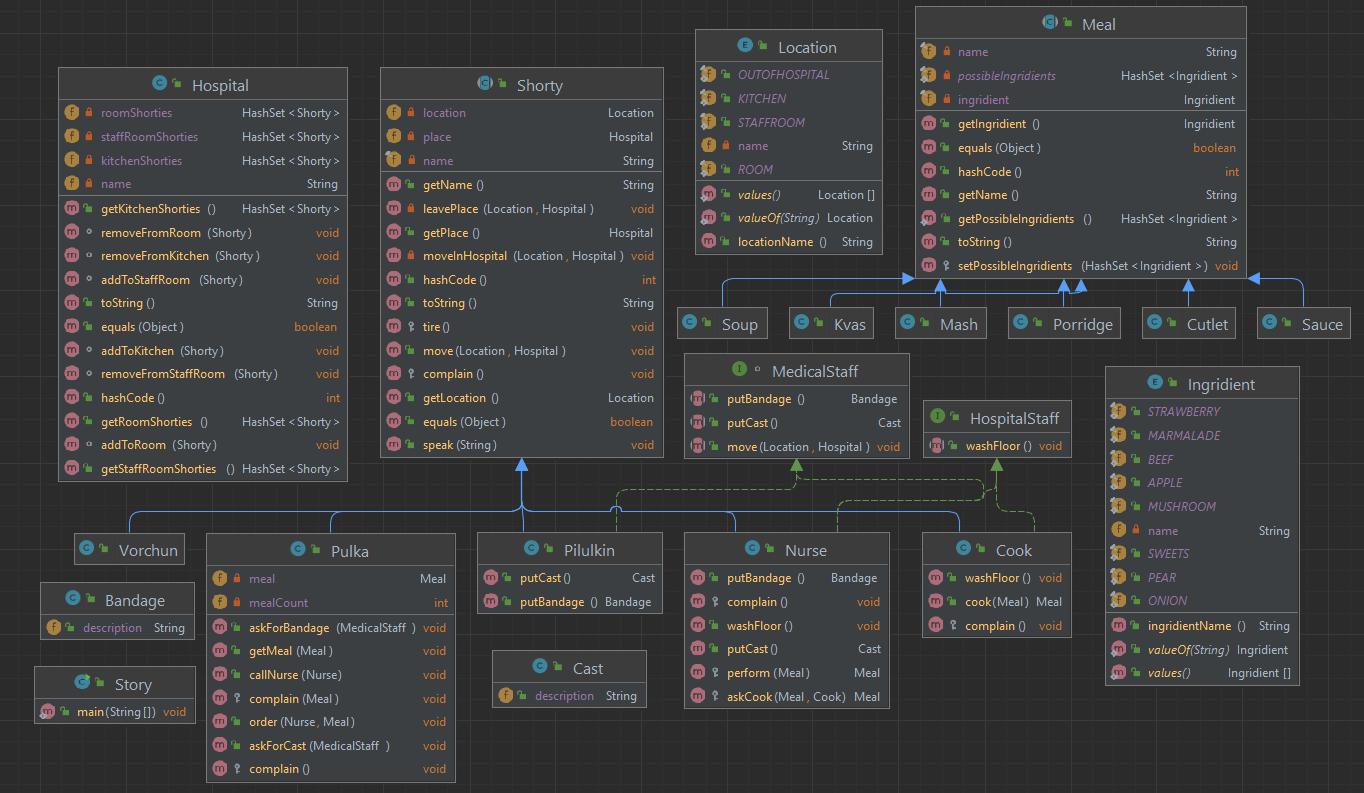 Hospital
roomShorties HashSet <Shorty>
staffRoomShorties HashSet <Shorty>
kitchenShorties HashSet <Shorty>
name String
getKitchenShorties () HashSet <Shorty>
removeFromRoom (Shorty) void
removeFromKitchen (Shorty) void
addToStaffRoom (Shorty) void
toString () String
equals (Object) boolean
addToKitchen (Shorty) void
removeFromStaffRoom (Shorty) void
hashCode () int
getRoomShorties () HashSet <Shorty>
addToRoom (Shorty) void
getStaffRoomShorties () HashSet <Shorty>
Shorty
location Location
place Hospital
name String
getName () String
leavePlace (Location, Hospital) void
getPlace () Hospital
moveInHospital (Location, Hospital) void
hashCode () int
toString () String
tire () void
move (Location, Hospital) void
complain () void
getLocation () Location
equals (Object) boolean
speak (String) void
Location
OUTOFHOSPITAL
KITCHEN
STAFFROOM
name String
ROOM
values() Location []
valueOf(String) Location
locationName () String
Meal
name String
possibleIngridients HashSet <Ingridient>
ingridient Ingridient
getIngridient () Ingridient
equals (Object) boolean
hashCode () int
getName () String
getPossibleIngridients () HashSet <Ingridient>
toString () String
setPossibleIngridients (HashSet <Ingridient>) void
Soup
Kvas
Mash
Porridge
Cutlet
Sauce
MedicalStaff
putBandage () Bandage
putCast () Cast
move (Location, Hospital) void
HospitalStaff
washFloor () void
Ingridient
STRAWBERRY
MARMALADE
BEEF
APPLE
MUSHROOM
name String
SWEETS
PEAR
ONION
ingridientName () String
valueOf(String) Ingridient
values() Ingridient []
Vorchun
Bandage
description String
Story
main (String []) void
Pulka
meal Meal
mealCount int
askForBandage (MedicalStaff) void
getMeal (Meal) void
callNurse (Nurse) void
complain (Meal) void
order (Nurse, Meal) void
askForCast (MedicalStaff) void
complain () void
Pilulkin
putCast () Cast
putBandage () Bandage
Cast
description String
Nurse
putBandage () Bandage
complain () void
washFloor () void
putCast () Cast
perform (Meal) Meal
askCook (Meal, Cook) Meal
Cook
washFloor () void
cook (Meal) Meal
complain () void